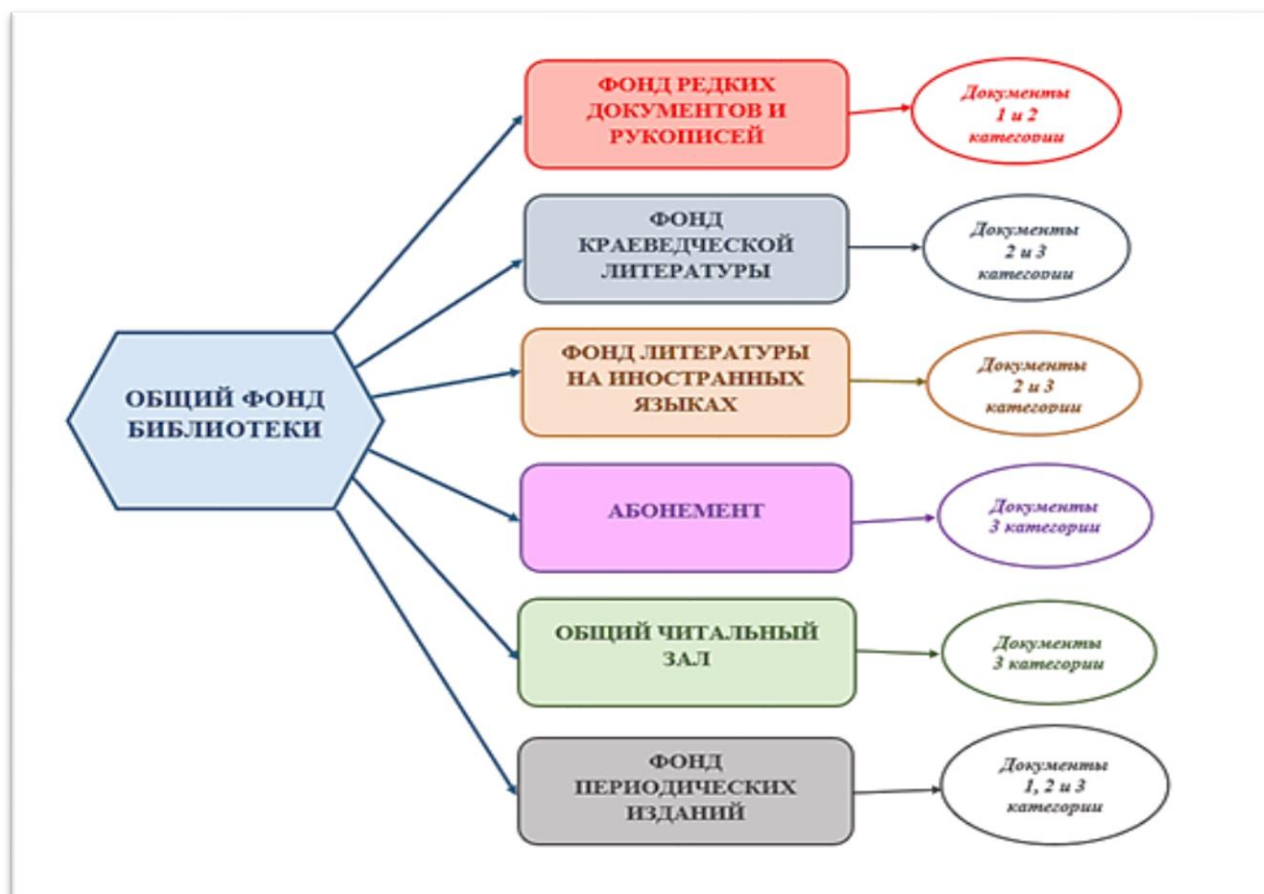 ФОНД РЕДКИХ
ДОКУМЕНТОВ И
РУКОПИСЕЙ
Документы
1 и 2
категории
ФОНД
КРАЕВЕДЧЕСКОЙ
ЛИТЕРАТУРЫ
Документы
2 и 3
категории
ФОНД ЛИТЕРАТУРЫ
НА ИНОСТРАННЫХ
ЯЗЫКАХ
Документы
2 и 3
категории
ОБЩИЙ ФОНД
БИБЛИОТЕКИ
АБОНЕМЕНТ
Документы
3 категории
ОБЩИЙ ЧИТАЛЬНЫЙ
ЗАЛ
Документы
3 категории
ФОНД
ПЕРИОДИЧЕСКИХ
ИЗДАНИЙ
Документы
1, 2 и 3
категории